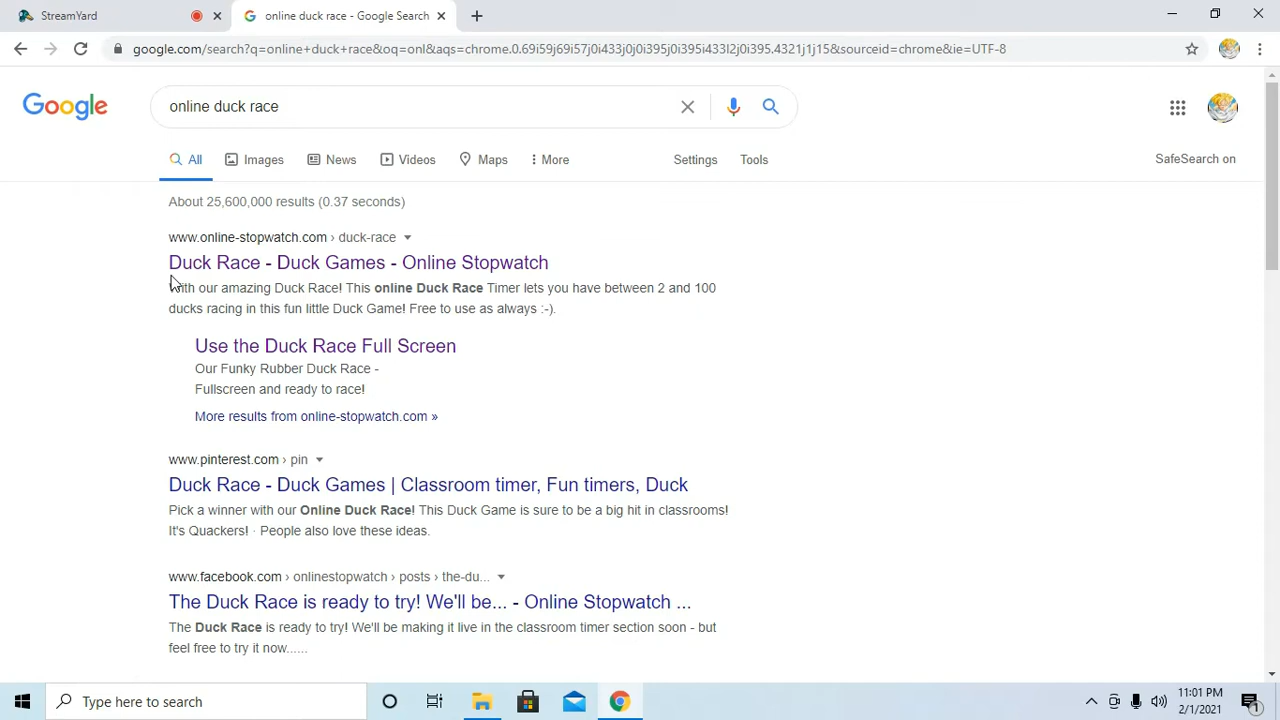 StreamYard
online duck race - Google Search
google.com/search?q=online+duck+race&oq=onl&aqs=chrome.0.69i59j69i57j0i433j0j0i395j0i395i433l2j0i395.4321j1j15&sourceid=chrome&ie=UTF-8
Google
online duck race
All Images News Videos Maps More Settings Tools
SafeSearch on
About 25,600,000 results (0.37 seconds)
www.online-stopwatch.com › duck-race
Duck Race - Duck Games - Online Stopwatch
With our amazing Duck Race! This online Duck Race Timer lets you have between 2 and 100
ducks racing in this fun little Duck Game! Free to use as always :-).
Use the Duck Race Full Screen
Our Funky Rubber Duck Race -
Fullscreen and ready to race!
More results from online-stopwatch.com »
www.pinterest.com › pin
Duck Race - Duck Games | Classroom timer, Fun timers, Duck
Pick a winner with our Online Duck Race! This Duck Game is sure to be a big hit in classrooms!
It's Quackers! · People also love these ideas.
www.facebook.com › onlinestopwatch › posts › the-du...
The Duck Race is ready to try! We'll be... - Online Stopwatch ...
The Duck Race is ready to try! We'll be making it live in the classroom timer section soon - but
feel free to try it now......
Type here to search
11:01 PM
2/1/2021
1